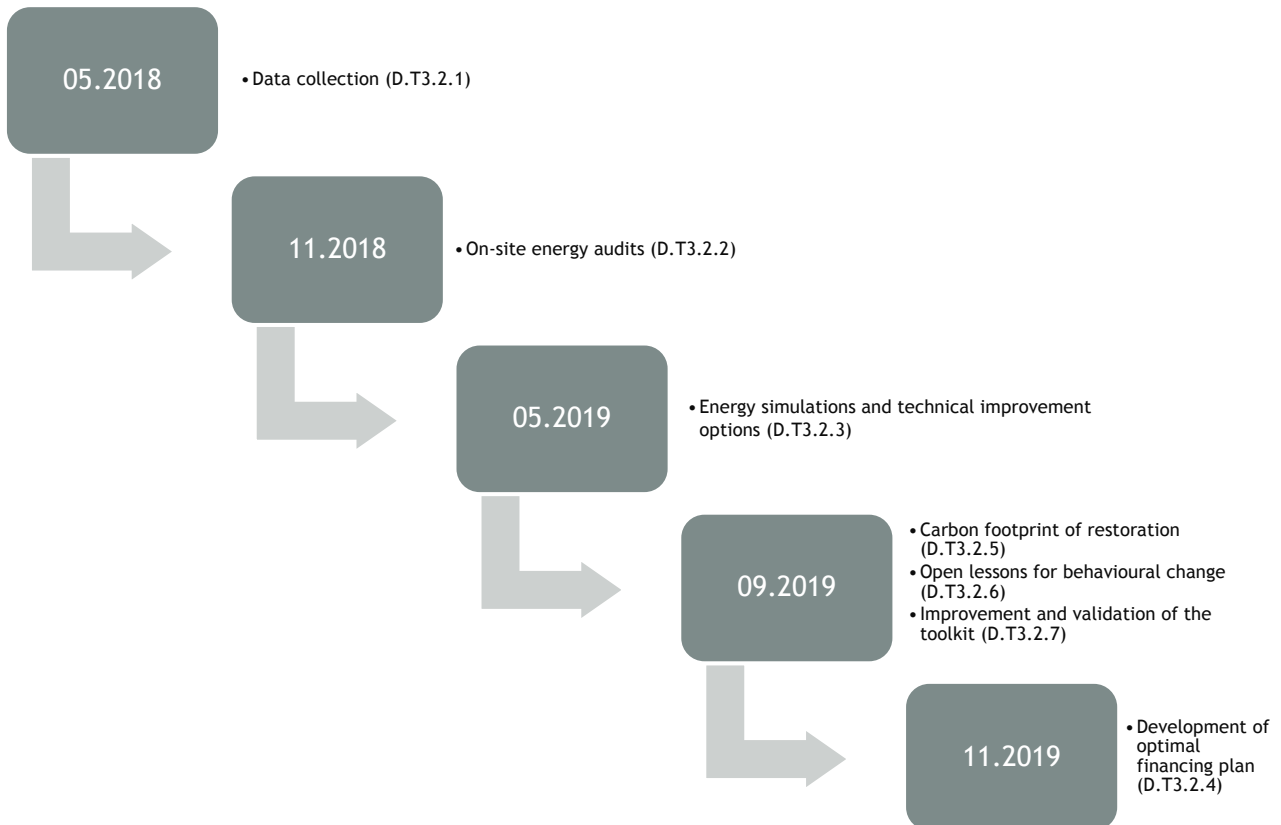 05.2018
• Data collection (D.T3.2.1)
11.2018
• On-site energy audits (D.T3.2.2)
05.2019
• Energy simulations and technical improvement
options (D.T3.2.3)
09.2019
• Carbon footprint of restoration
(D.T3.2.5)
• Open lessons for behavioural change
(D.T3.2.6)
• Improvement and validation of the
toolkit (D.T3.2.7)
11.2019
• Development of
optimal
financing plan
(D.T3.2.4)